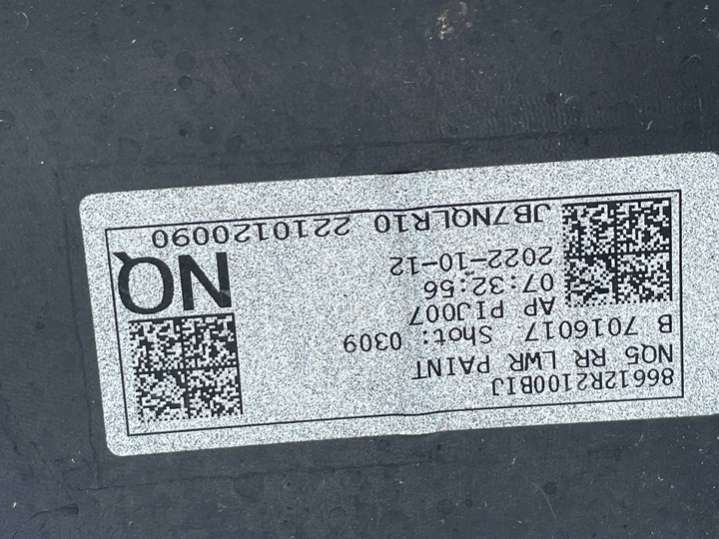 86612R2100BIJ
NQ5 RR LWR PAINT
B 7016017 Shot: 0309
AP PIJ007
07:32:56
2022-10-12
JB7NQLR10 2210120090
NQ